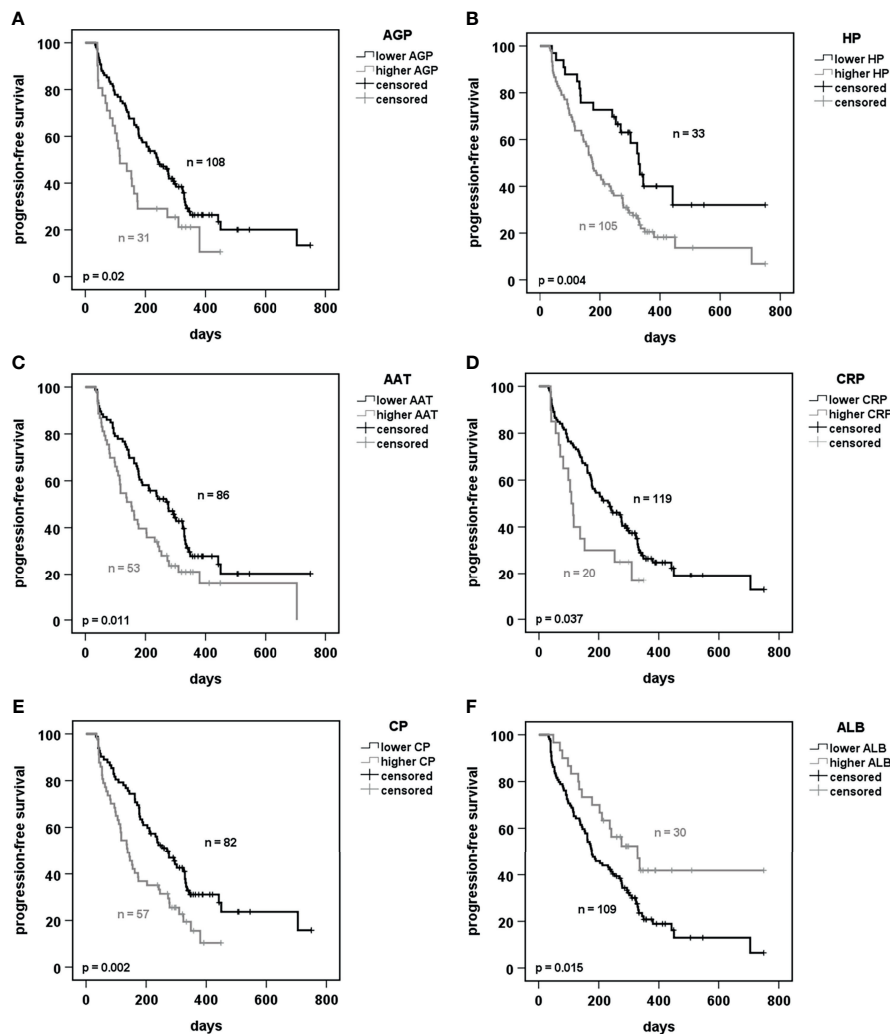 A
AGP
lower AGP
higher AGP
censored
censored
progression-free survival
100
80
60
40
20
0
n = 108
n = 31
p = 0.02
0 200 400 600 800
days
B
HP
lower HP
higher HP
censored
censored
progression-free survival
100
80
60
40
20
0
n = 33
n = 105
p = 0.004
0 200 400 600 800
days
C
AAT
lower AAT
higher AAT
censored
censored
progression-free survival
100
80
60
40
20
0
n = 86
n = 53
p = 0.011
0 200 400 600 800
days
D
CRP
lower CRP
higher CRP
censored
censored
progression-free survival
100
80
60
40
20
0
n = 119
n = 20
p = 0.037
0 200 400 600 800
days
E
CP
lower CP
higher CP
censored
censored
progression-free survival
100
80
60
40
20
0
n = 82
n = 57
p = 0.002
0 200 400 600 800
days
F
ALB
lower ALB
higher ALB
censored
censored
progression-free survival
100
80
60
40
20
0
n = 30
n = 109
p = 0.015
0 200 400 600 800
days